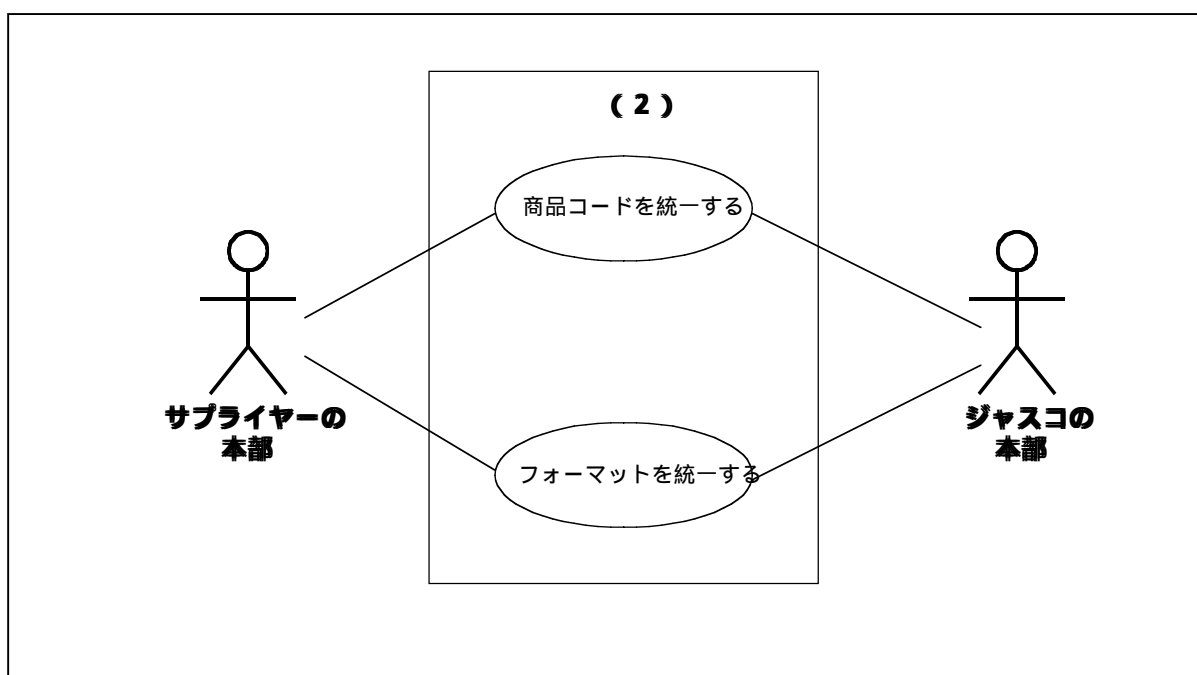 （２）
商品コードを統一する
サプライヤーの
本部
ジャスコの
本部
フォーマットを統一する